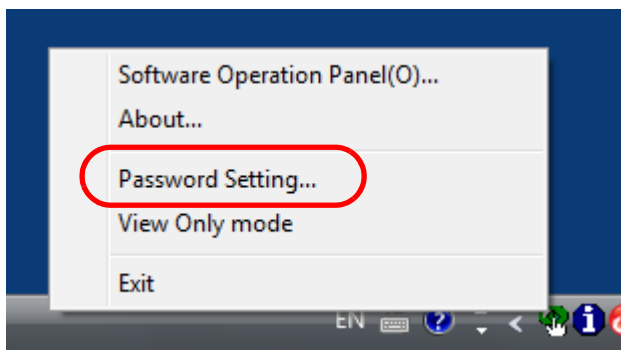 Software Operation Panel(O)...
About...
Password Setting...
View Only mode
Exit
EN